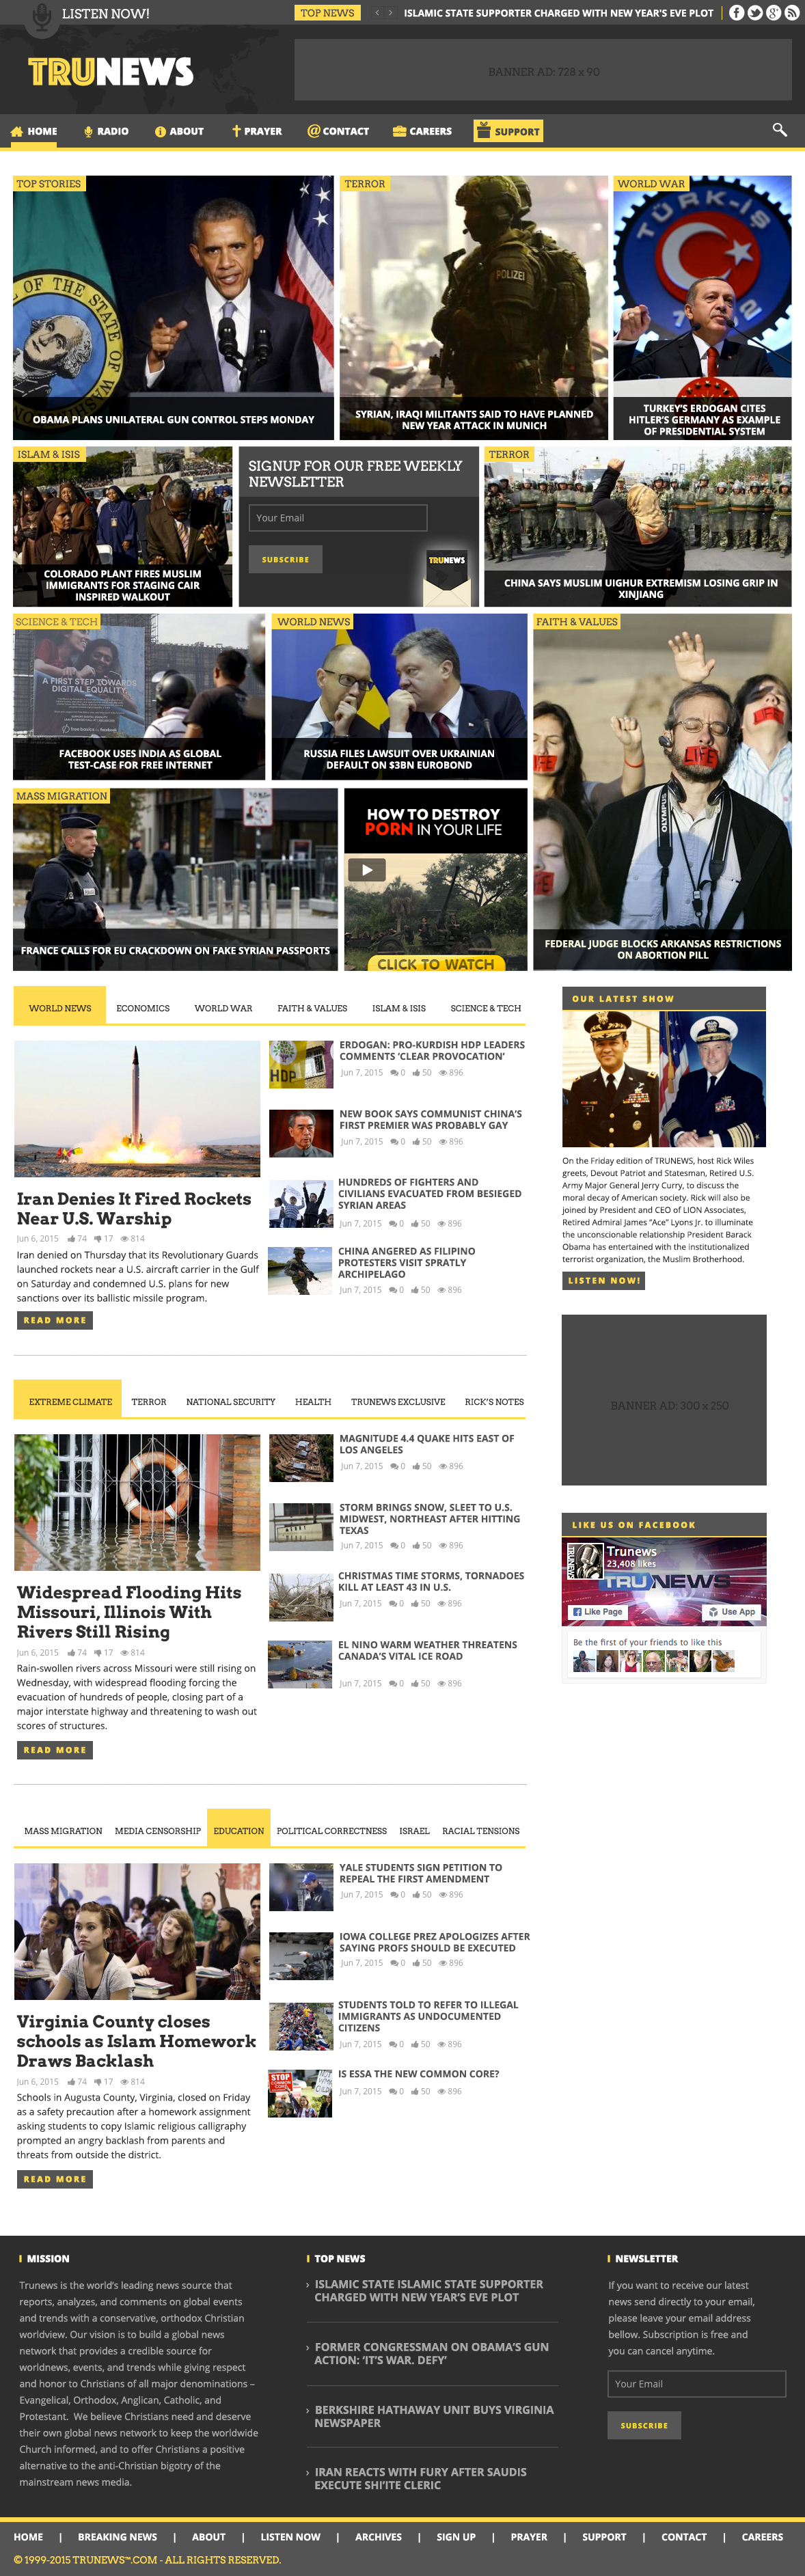 LISTEN NOW!
TOP NEWS
ISLAMIC STATE SUPPORTER CHARGED WITH NEW YEAR'S EVE PLOT
TRUNEWS
BANNER AD: 728 x 90
HOME
RADIO
ABOUT
PRAYER
CONTACT
CAREERS
SUPPORT
TOP STORIES
OBAMA PLANS UNILATERAL GUN CONTROL STEPS MONDAY
TERROR
POLIZEI
SYRIAN, IRAQI MILITANTS SAID TO HAVE PLANNED
NEW YEAR ATTACK IN MUNICH
WORLD WAR
TURK-İŞ
TURKEY'S ERDOGAN CITES
HITLER'S GERMANY AS EXAMPLE
OF PRESIDENTIAL SYSTEM
ISLAM & ISIS
COLORADO PLANT FIRES MUSLIM
IMMIGRANTS FOR STAGING CAIR
INSPIRED WALKOUT
SIGNUP FOR OUR FREE WEEKLY
NEWSLETTER
Your Email
SUBSCRIBE
TRUNEWS
TERROR
CHINA SAYS MUSLIM UIGHUR EXTREMISM LOSING GRIP IN
XINJIANG
SCIENCE & TECH
A FIRST STEP TOWARDS
DIGITAL EQUALITY
FACEBOOK USES INDIA AS GLOBAL
TEST-CASE FOR FREE INTERNET
WORLD NEWS
RUSSIA FILES LAWSUIT OVER UKRAINIAN
DEFAULT ON $3BN EUROBOND
FAITH & VALUES
LIFE
LIFE
OLYMPUS
FEDERAL JUDGE BLOCKS ARKANSAS RESTRICTIONS
ON ABORTION PILL
MASS MIGRATION
FRANCE CALLS FOR EU CRACKDOWN ON FAKE SYRIAN PASSPORTS
HOW TO DESTROY
PORN IN YOUR LIFE
CLICK TO WATCH
WORLD NEWS
ECONOMICS
WORLD WAR
FAITH & VALUES
ISLAM & ISIS
SCIENCE & TECH
Iran Denies It Fired Rockets
Near U.S. Warship
Jun 6, 2015 74 17 814
Iran denied on Thursday that its Revolutionary Guards
launched rockets near a U.S. aircraft carrier in the Gulf
on Saturday and condemned U.S. plans for new
sanctions over its ballistic missile program.
READ MORE
HDP
ERDOGAN: PRO-KURDISH HDP LEADERS
COMMENTS 'CLEAR PROVOCATION'
Jun 7, 2015 0 50 896
NEW BOOK SAYS COMMUNIST CHINA'S
FIRST PREMIER WAS PROBABLY GAY
Jun 7, 2015 0 50 896
HUNDREDS OF FIGHTERS AND
CIVILIANS EVACUATED FROM BESIEGED
SYRIAN AREAS
Jun 7, 2015 0 50 896
CHINA ANGERED AS FILIPINO
PROTESTERS VISIT SPRATLY
ARCHIPELAGO
Jun 7, 2015 0 50 896
OUR LATEST SHOW
On the Friday edition of TRUNEWS, host Rick Wiles
greets, Devout Patriot and Statesman, Retired U.S.
Army Major General Jerry Curry, to discuss the
moral decay of American society. Rick will also be
joined by President and CEO of LION Associates,
Retired Admiral James "Ace" Lyons Jr. to illuminate
the unconscionable relationship President Barack
Obama has entertained with the institutionalized
terrorist organization, the Muslim Brotherhood.
LISTEN NOW!
BANNER AD: 300 x 250
LIKE US ON FACEBOOK
TRUNEWS
Trunews
23,408 likes
TRUNEWS
Like Page
Use App
Be the first of your friends to like this
EXTREME CLIMATE
TERROR
NATIONAL SECURITY
HEALTH
TRUNEWS EXCLUSIVE
RICK'S NOTES
Widespread Flooding Hits
Missouri, Illinois With
Rivers Still Rising
Jun 6, 2015 74 17 814
Rain-swollen rivers across Missouri were still rising on
Wednesday, with widespread flooding forcing the
evacuation of hundreds of people, closing part of a
major interstate highway and threatening to wash out
scores of structures.
READ MORE
MAGNITUDE 4.4 QUAKE HITS EAST OF
LOS ANGELES
Jun 7, 2015 0 50 896
STORM BRINGS SNOW, SLEET TO U.S.
MIDWEST, NORTHEAST AFTER HITTING
TEXAS
Jun 7, 2015 0 50 896
CHRISTMAS TIME STORMS, TORNADOES
KILL AT LEAST 43 IN U.S.
Jun 7, 2015 0 50 896
EL NINO WARM WEATHER THREATENS
CANADA'S VITAL ICE ROAD
Jun 7, 2015 0 50 896
MASS MIGRATION
MEDIA CENSORSHIP
EDUCATION
POLITICAL CORRECTNESS
ISRAEL
RACIAL TENSIONS
Virginia County closes
schools as Islam Homework
Draws Backlash
Jun 6, 2015 74 17 814
Schools in Augusta County, Virginia, closed on Friday
as a safety precaution after a homework assignment
asking students to copy Islamic religious calligraphy
prompted an angry backlash from parents and
threats from outside the district.
READ MORE
YALE STUDENTS SIGN PETITION TO
REPEAL THE FIRST AMENDMENT
Jun 7, 2015 0 50 896
IOWA COLLEGE PREZ APOLOGIZES AFTER
SAYING PROFS SHOULD BE EXECUTED
Jun 7, 2015 0 50 896
STUDENTS TOLD TO REFER TO ILLEGAL
IMMIGRANTS AS UNDOCUMENTED
CITIZENS
Jun 7, 2015 0 50 896
STOP
COMMON
CORE
IS ESSA THE NEW COMMON CORE?
Jun 7, 2015 0 50 896
MISSION
Trunews is the world's leading news source that
reports, analyzes, and comments on global events
and trends with a conservative, orthodox Christian
worldview. Our vision is to build a global news
network that provides a credible source for
worldnews, events, and trends while giving respect
and honor to Christians of all major denominations –
Evangelical, Orthodox, Anglican, Catholic, and
Protestant. We believe Christians need and deserve
their own global news network to keep the worldwide
Church informed, and to offer Christians a positive
alternative to the anti-Christian bigotry of the
mainstream news media.
TOP NEWS
ISLAMIC STATE ISLAMIC STATE SUPPORTER
CHARGED WITH NEW YEAR'S EVE PLOT
FORMER CONGRESSMAN ON OBAMA'S GUN
ACTION: 'IT'S WAR. DEFY'
BERKSHIRE HATHAWAY UNIT BUYS VIRGINIA
NEWSPAPER
IRAN REACTS WITH FURY AFTER SAUDIS
EXECUTE SHI'ITE CLERIC
NEWSLETTER
If you want to receive our latest
news send directly to your email,
please leave your email address
bellow. Subscription is free and
you can cancel anytime.
Your Email
SUBSCRIBE
HOME | BREAKING NEWS | ABOUT | LISTEN NOW | ARCHIVES | SIGN UP | PRAYER | SUPPORT | CONTACT | CAREERS
© 1999-2015 TRUNEWS™.COM - ALL RIGHTS RESERVED.